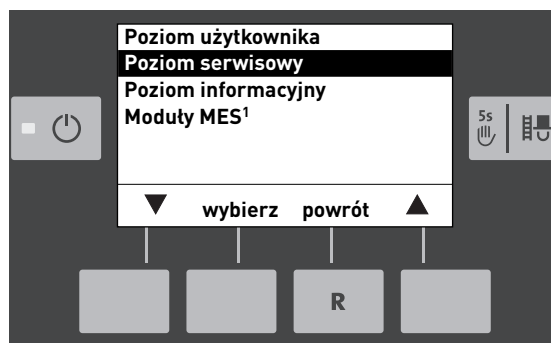 Poziom użytkownika
Poziom serwisowy
Poziom informacyjny
Moduły MES¹
5s
▼ wybierz powrót ▲
R